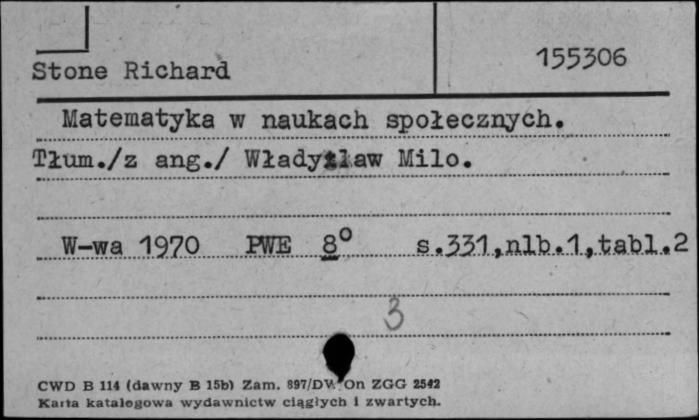 Stone Richard 155306
Matematyka w naukach społecznych.
Tłum./z ang./ Władysław Milo.
W-wa 1970 PWE 8° s.331,nlb.1,tabl.2
3
CWD B 114 (dawny B 15b) Zam. 897/DW. On ZGG 2542
Karta katalogowa wydawnictw ciągłych i zwartych.